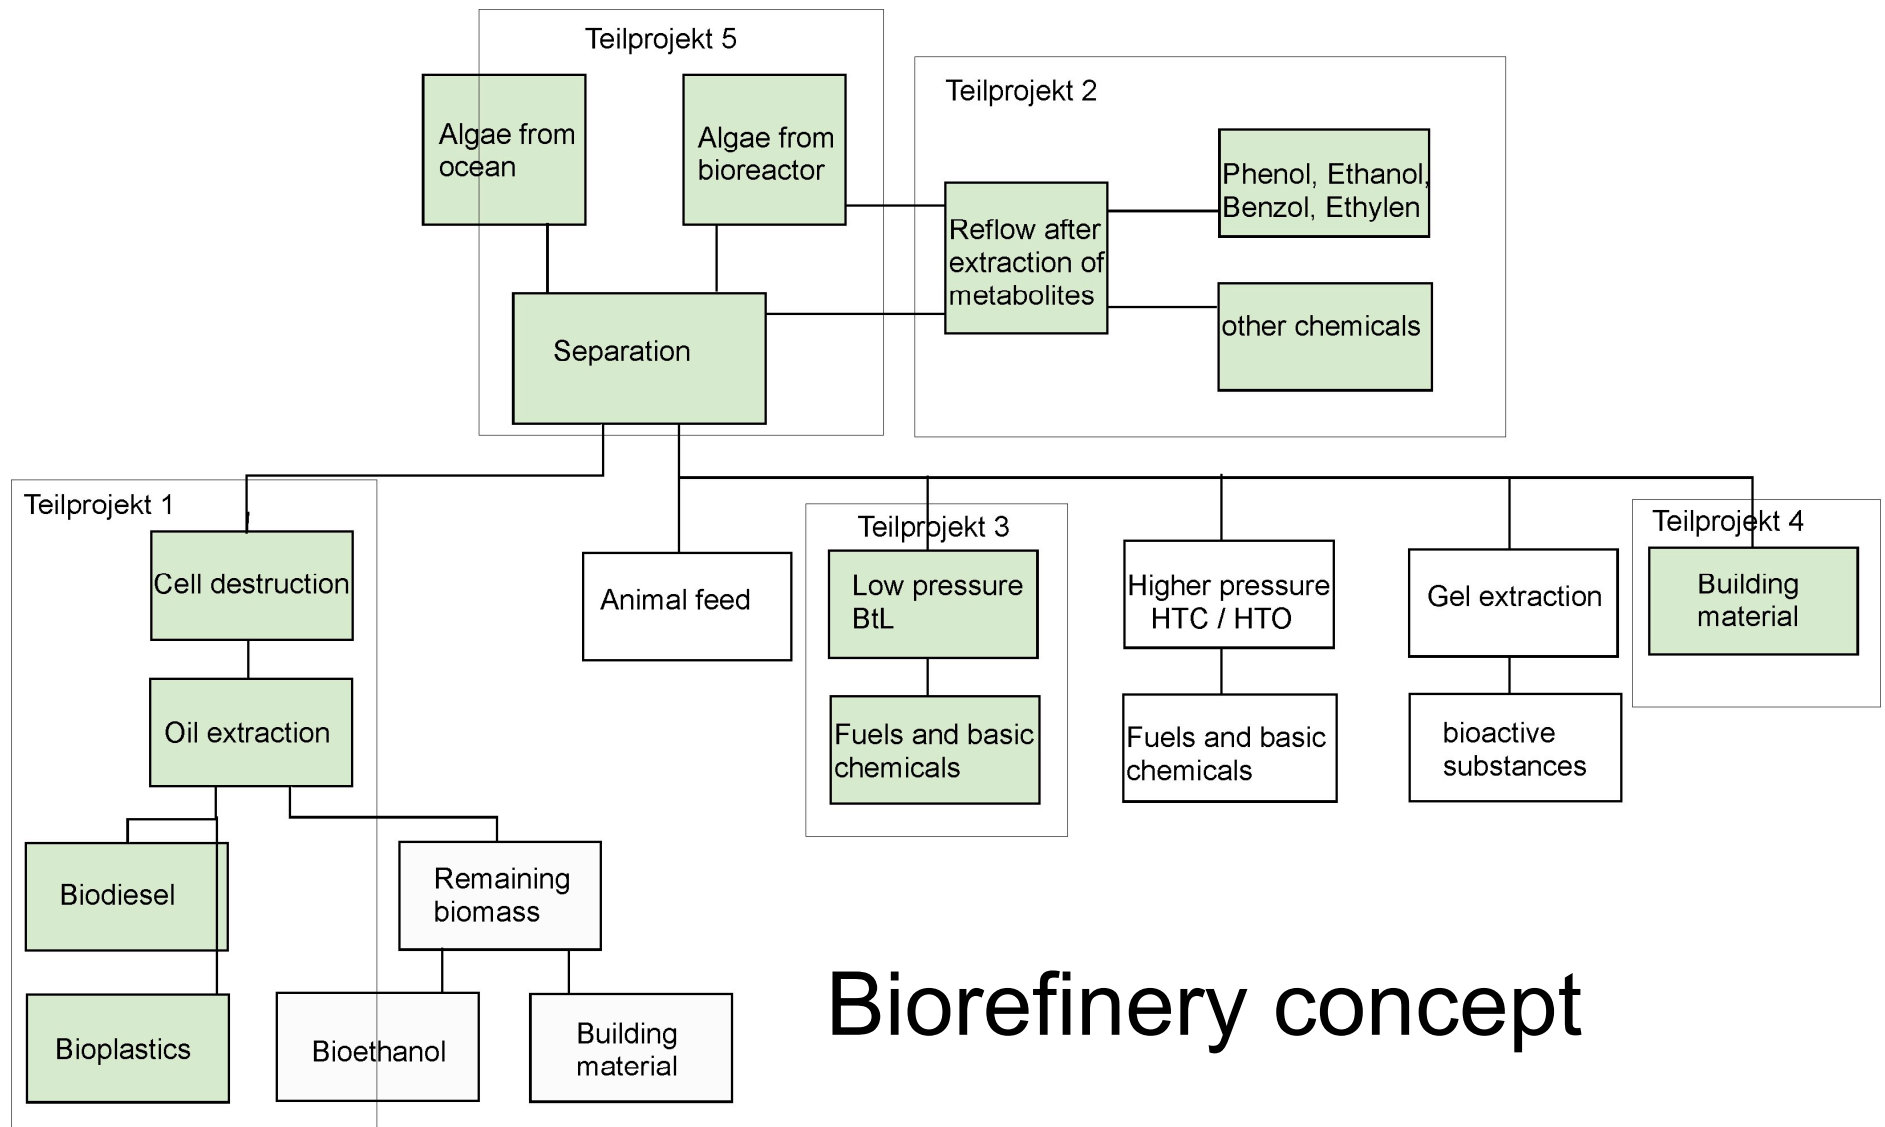 Teilprojekt 5
Algae from
ocean
Algae from
bioreactor
Separation
Teilprojekt 2
Reflow after
extraction of
metabolites
Phenol, Ethanol,
Benzol, Ethylen
other chemicals
Teilprojekt 1
Cell destruction
Oil extraction
Biodiesel
Bioplastics
Remaining
biomass
Bioethanol
Building
material
Animal feed
Teilprojekt 3
Low pressure
BtL
Fuels and basic
chemicals
Higher pressure
HTC / HTO
Fuels and basic
chemicals
Gel extraction
bioactive
substances
Teilprojekt 4
Building
material
Biorefinery concept